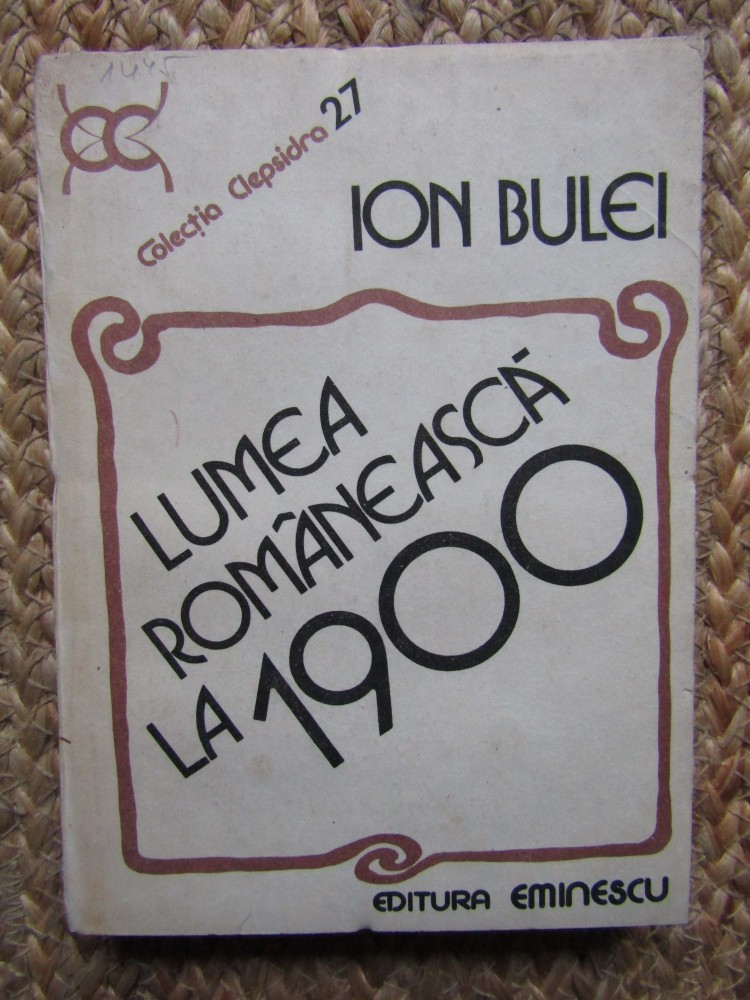 1445
Colecția Clepsidra 27
ION BULEI
LUMEA
ROMÂNEASCĂ
LA 1900
EDITURA EMINESCU